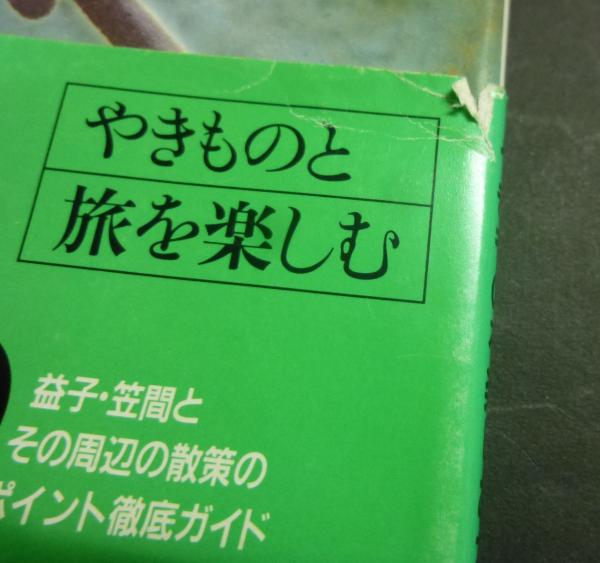 やきものと
旅を楽しむ
益子・笠間と
その周辺の散策の
ポイント徹底ガイド